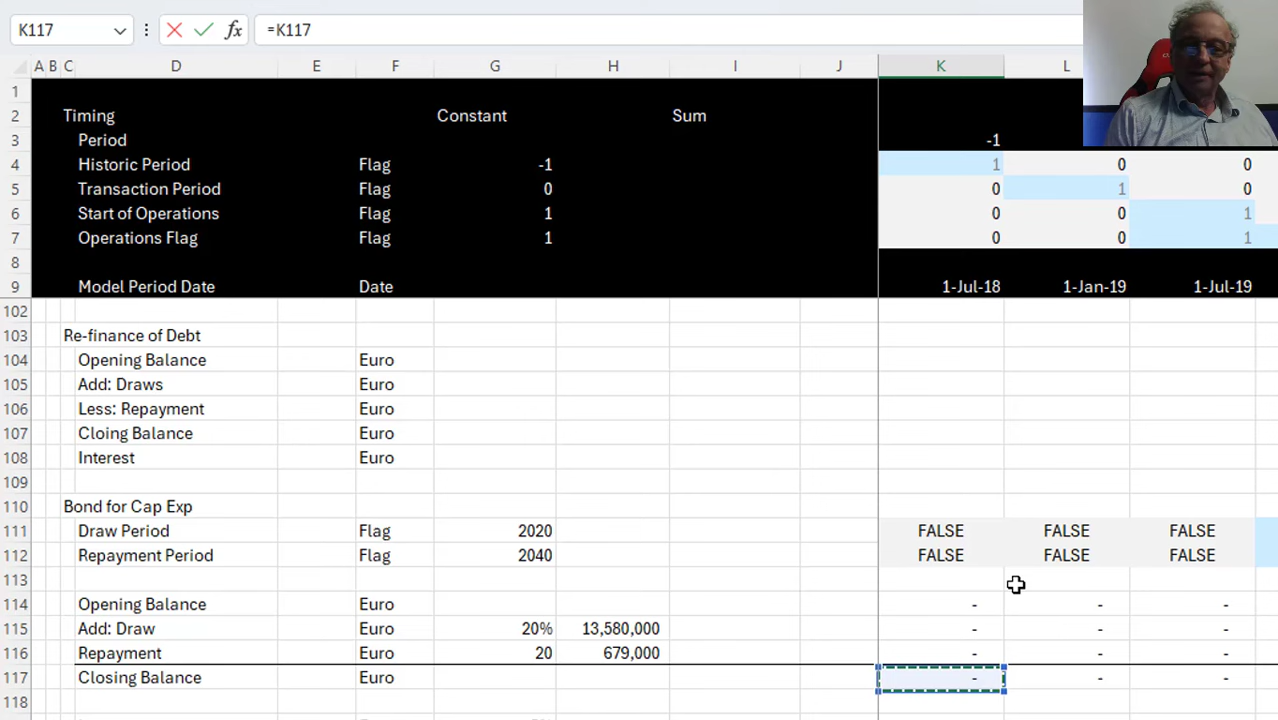 K117 =K117
A B C D E F G H I J K L
1
2 Timing Constant Sum
3 Period -1
4 Historic Period Flag -1 1 0 0
5 Transaction Period Flag 0 0 1 0
6 Start of Operations Flag 1 0 0 1
7 Operations Flag Flag 1 0 0 1
8
9 Model Period Date Date 1-Jul-18 1-Jan-19 1-Jul-19
102
103 Re-finance of Debt
104 Opening Balance Euro
105 Add: Draws Euro
106 Less: Repayment Euro
107 Cloing Balance Euro
108 Interest Euro
109
110 Bond for Cap Exp
111 Draw Period Flag 2020 FALSE FALSE FALSE
112 Repayment Period Flag 2040 FALSE FALSE FALSE
113
114 Opening Balance Euro - - -
115 Add: Draw Euro 20% 13,580,000 - - -
116 Repayment Euro 20 679,000 - - -
117 Closing Balance Euro - - -
118